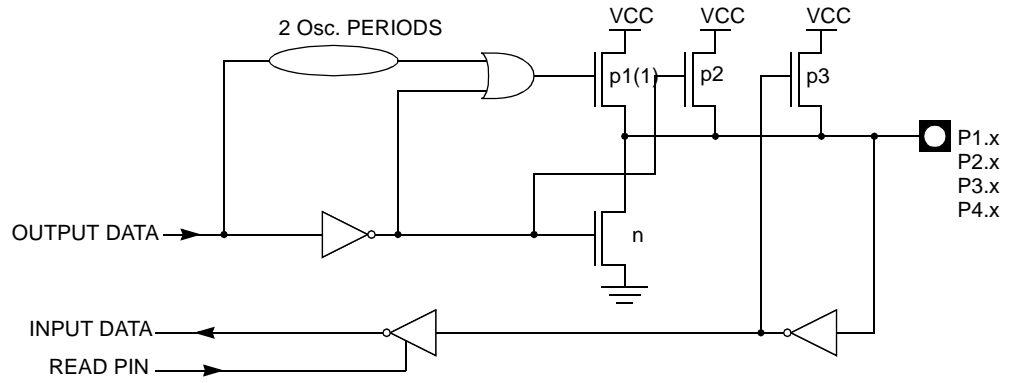 VCC VCC VCC
2 Osc. PERIODS
p1(1) p2 p3
P1.x
P2.x
P3.x
P4.x
OUTPUT DATA
n
INPUT DATA
READ PIN